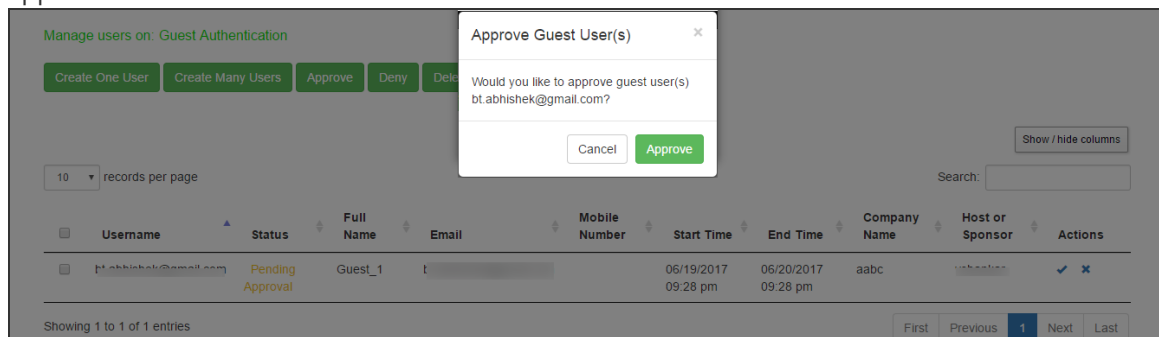 Manage users on: Guest Authentication
Approve Guest User(s)
×
Create One User
Create Many Users
Approve
Deny
Would you like to approve guest user(s)
bt.abhishek@gmail.com?
Cancel
Approve
Show / hide columns
10 records per page
Search:
Username
Status
Full
Name
Email
Mobile
Number
Start Time
End Time
Company
Name
Host or
Sponsor
Actions
Pending
Approval
Guest_1
06/19/2017
09:28 pm
06/20/2017
09:28 pm
aabc
Showing 1 to 1 of 1 entries
First
Previous
1
Next
Last